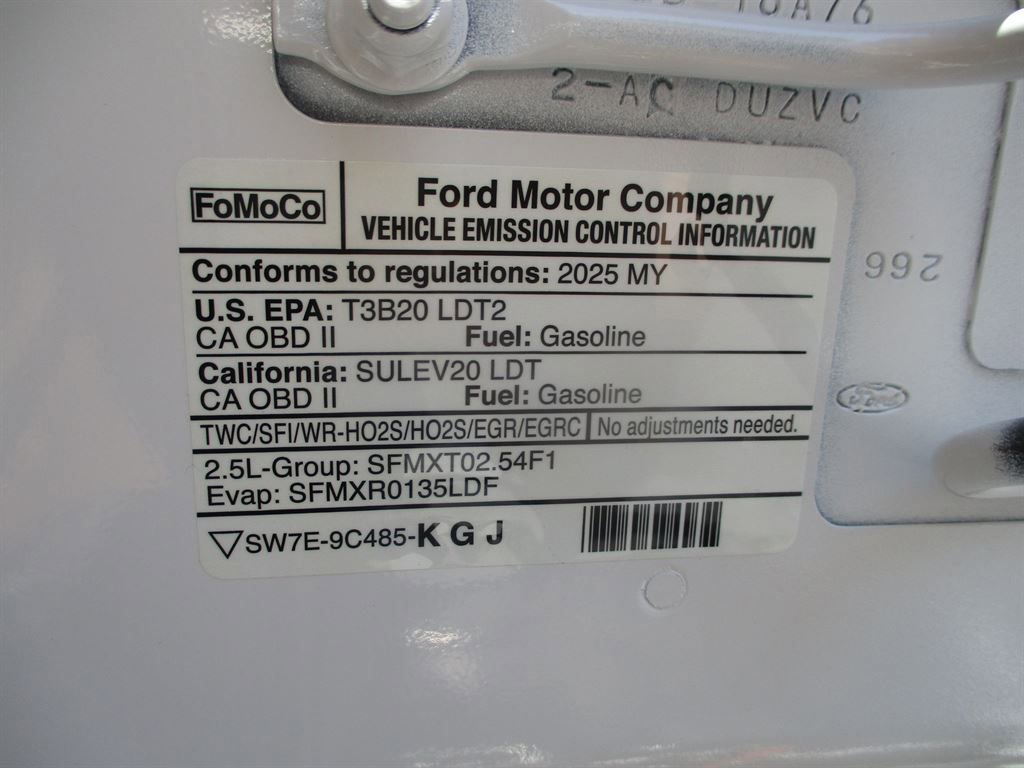 16A76
2-AC DUZVC
FoMoCo
Ford Motor Company
VEHICLE EMISSION CONTROL INFORMATION
Conforms to regulations: 2025 MY
U.S. EPA: T3B20 LDT2
CA OBD II Fuel: Gasoline
California: SULEV20 LDT
CA OBD II Fuel: Gasoline
TWC/SFI/WR-HO2S/HO2S/EGR/EGRC No adjustments needed.
2.5L-Group: SFMXT02.54F1
Evap: SFMXR0135LDF
SW7E-9C485-K G J
266
Ford